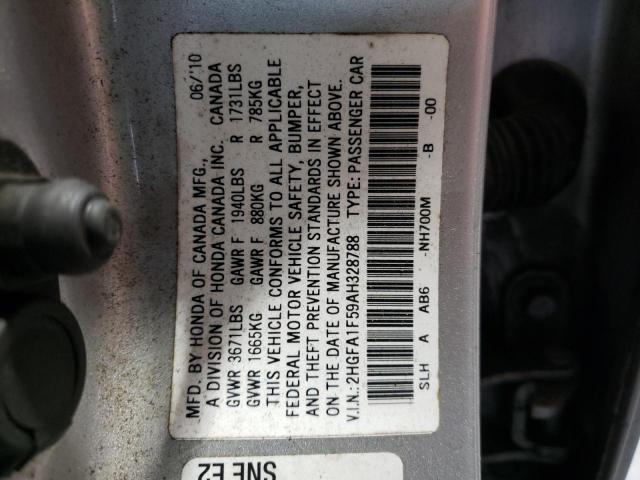 MFD. BY HONDA OF CANADA MFG., 06/10
A DIVISION OF HONDA CANADA INC. CANADA
GVWR 3671LBS GAWR F 1940LBS R 1731LBS
GVWR 1665KG GAWR F 880KG R 785KG
THIS VEHICLE CONFORMS TO ALL APPLICABLE
FEDERAL MOTOR VEHICLE SAFETY, BUMPER,
AND THEFT PREVENTION STANDARDS IN EFFECT
ON THE DATE OF MANUFACTURE SHOWN ABOVE.
V.I.N.: 2HGFA1F59AH328788 TYPE: PASSENGER CAR
SLH A AB6 -NH700M -B -00
SNE E2